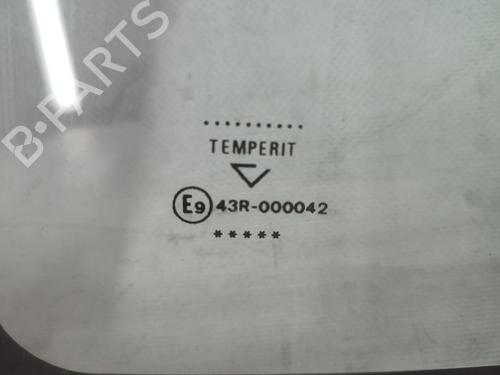 B-PARTS
..........
TEMPERIT
E9 43R-000042
*****